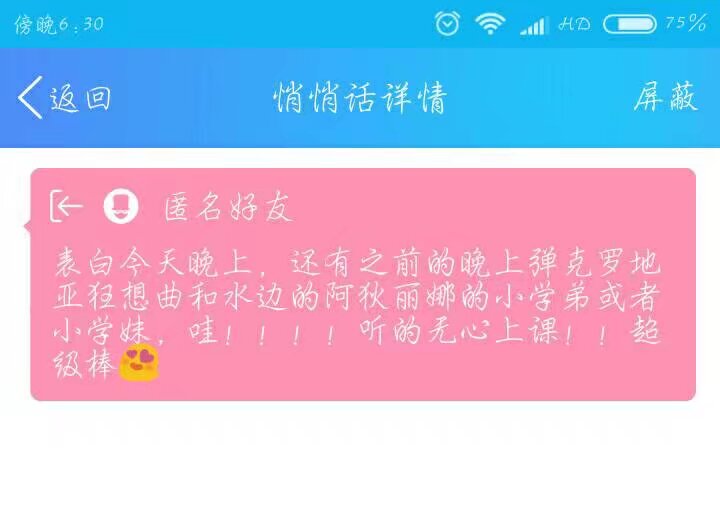 傍晚6:30 HD 75%
返回 悄悄话详情 屏蔽
匿名好友
表白今天晚上，还有之前的晚上弹克罗地
亚狂想曲和水边的阿狄丽娜的小学弟或者
小学妹，哇！！！！听的无心上课！！超
级棒😍